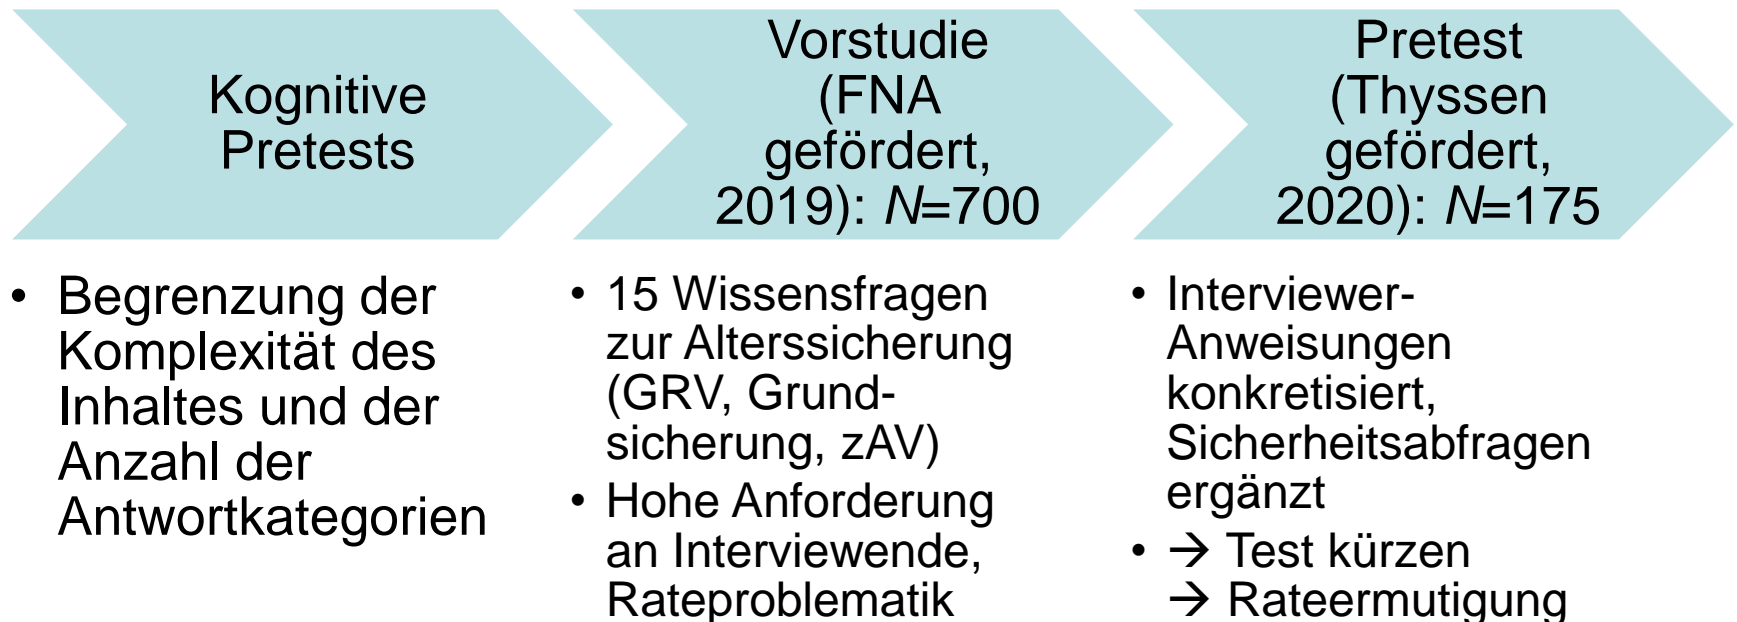 Kognitive
Pretests
Vorstudie
(FNA
gefördert,
2019): N=700
Pretest
(Thyssen
gefördert,
2020): N=175
• Begrenzung der
Komplexität des
Inhaltes und der
Anzahl der
Antwortkategorien
• 15 Wissensfragen
zur Alterssicherung
(GRV, Grund-
sicherung, zAV)
• Hohe Anforderung
an Interviewende,
Rateproblematik
• Interviewer-
Anweisungen
konkretisiert,
Sicherheitsabfragen
ergänzt
• → Test kürzen
→ Rateermutigung